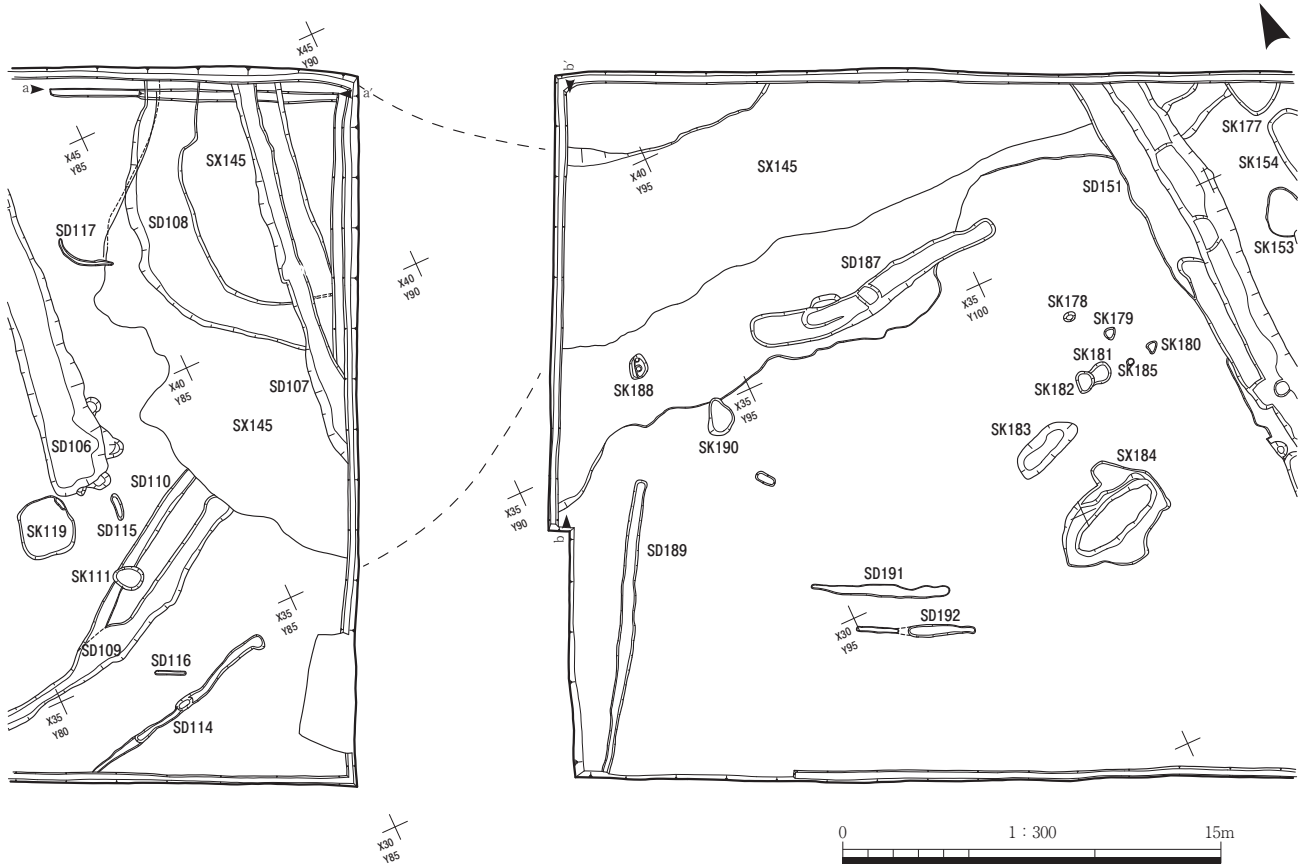 X45
Y90
a
a'
b'
X45
Y85
SX145
SD117
SD108
X40
Y90
X40
Y85
SD107
SX145
SD106
SD110
SK119
SD115
SK111
X35
Y85
SD109
SD116
X35
Y80
SD114
X30
Y85
X40
Y95
SX145
SD151
SK177
SK154
SK153
SD187
X35
Y100
SK178
SK179
SK180
SK181
SK185
SK182
SK188
X35
Y95
SK190
SK183
SX184
X35
Y90
b
SD189
SD191
SD192
X30
Y95
0
1:300
15m